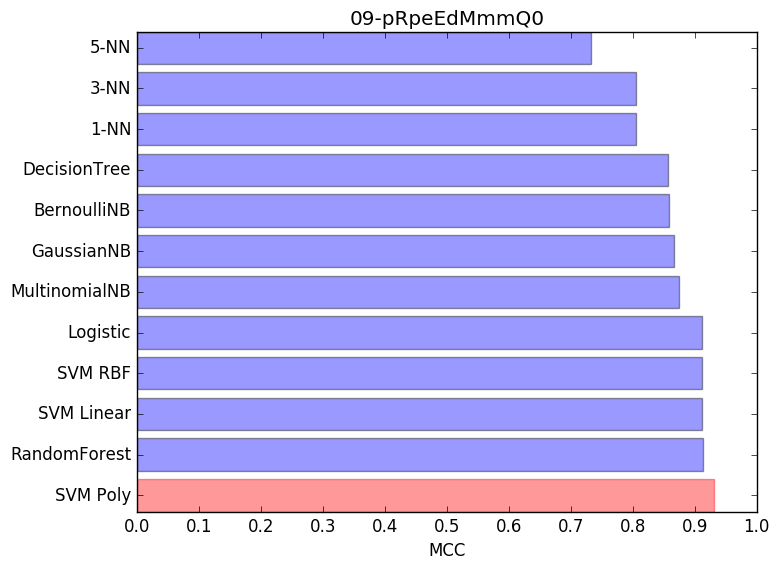 09-pRpeEdMmmQ0
5-NN
3-NN
1-NN
DecisionTree
BernoulliNB
GaussianNB
MultinomialNB
Logistic
SVM RBF
SVM Linear
RandomForest
SVM Poly
0.0 0.1 0.2 0.3 0.4 0.5 0.6 0.7 0.8 0.9 1.0
MCC